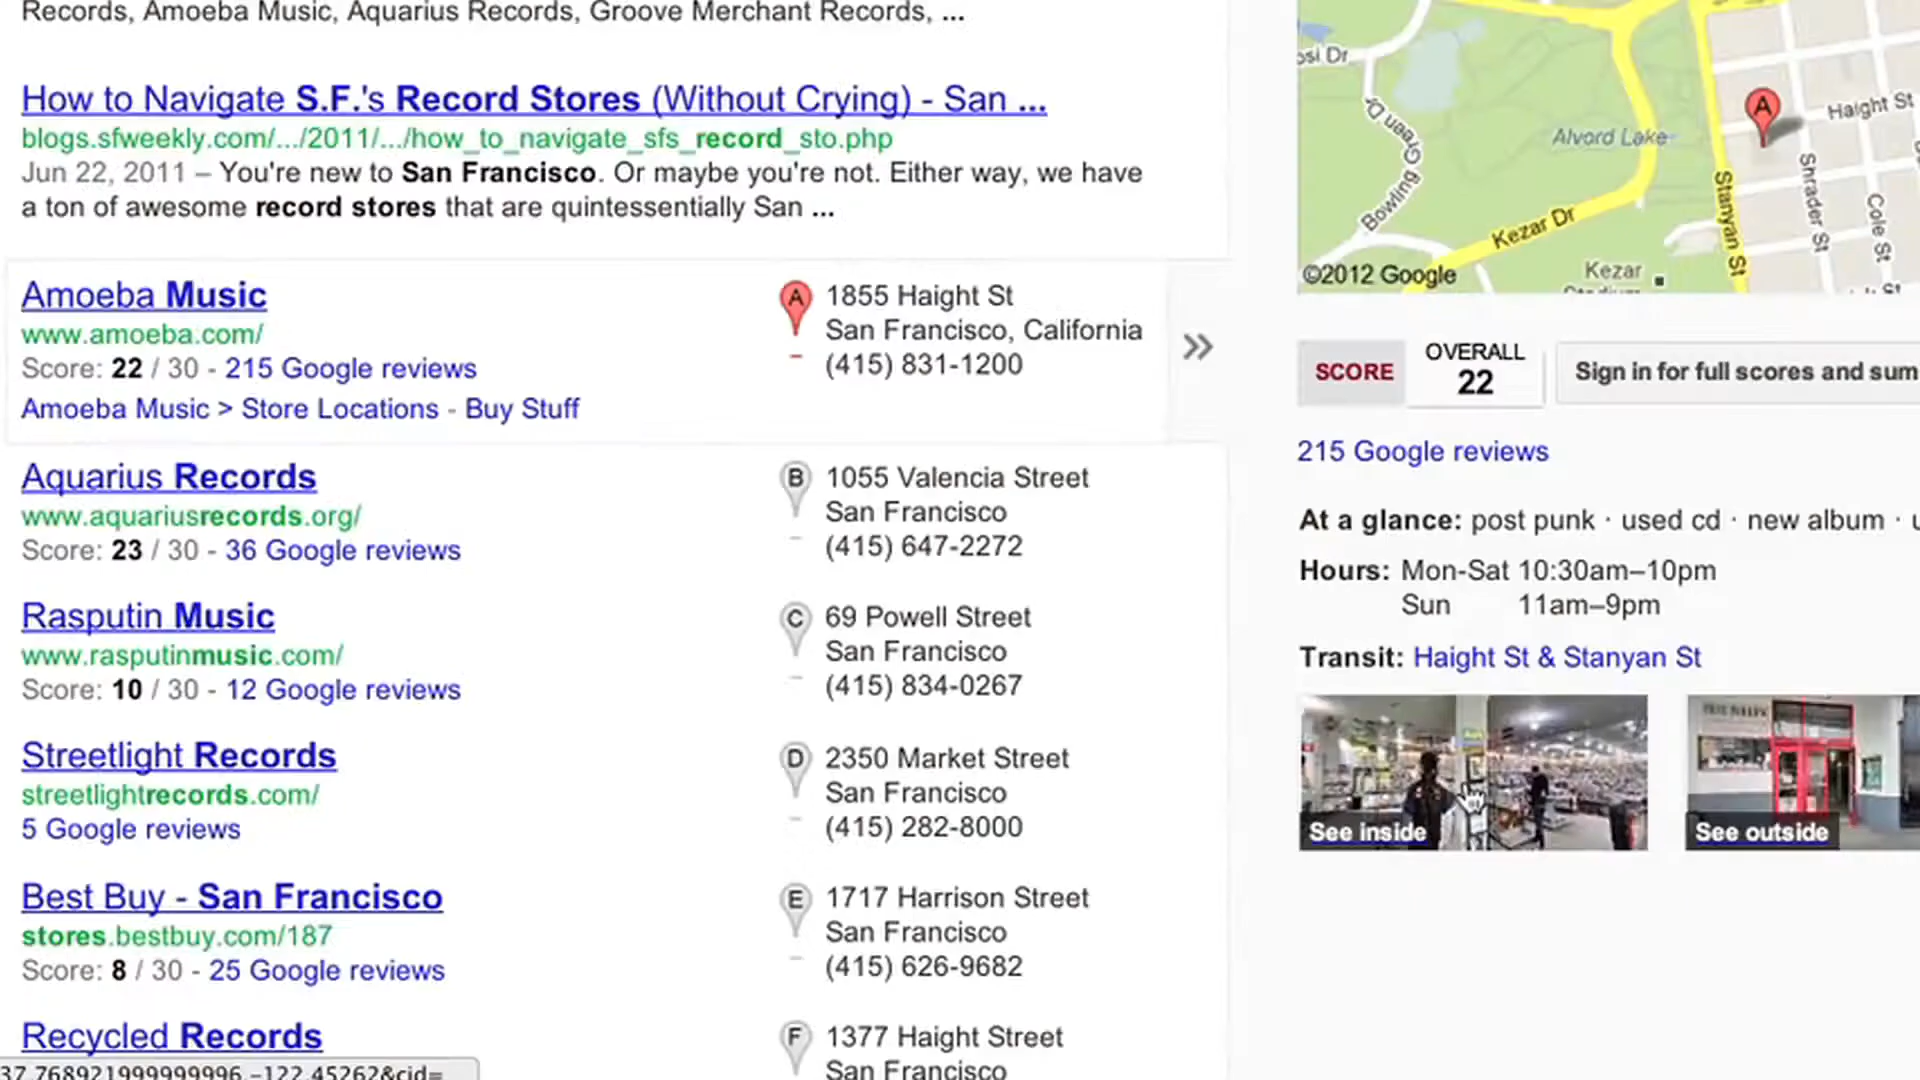 Records, Amoeba Music, Aquarius Records, Groove Merchant Records, ...
How to Navigate S.F.'s Record Stores (Without Crying) - San ...
blogs.sfweekly.com/.../2011/.../how_to_navigate_sfs_record_sto.php
Jun 22, 2011 – You're new to San Francisco. Or maybe you're not. Either way, we have
a ton of awesome record stores that are quintessentially San ...
Amoeba Music
www.amoeba.com/
Score: 22 / 30 - 215 Google reviews
Amoeba Music > Store Locations - Buy Stuff
A
1855 Haight St
San Francisco, California
(415) 831-1200
Aquarius Records
www.aquariusrecords.org/
Score: 23 / 30 - 36 Google reviews
B
1055 Valencia Street
San Francisco
(415) 647-2272
Rasputin Music
www.rasputinmusic.com/
Score: 10 / 30 - 12 Google reviews
C
69 Powell Street
San Francisco
(415) 834-0267
Streetlight Records
streetlightrecords.com/
5 Google reviews
D
2350 Market Street
San Francisco
(415) 282-8000
Best Buy - San Francisco
stores.bestbuy.com/187
Score: 8 / 30 - 25 Google reviews
E
1717 Harrison Street
San Francisco
(415) 626-9682
Recycled Records
F
1377 Haight Street
San Francisco
37.768921999999996,-122.45262&cid=
Bowling Green Dr
Alvord Lake
Kezar Dr
Stanyan St
A
Haight St
Shrader St
Cole St
Kezar
©2012 Google
SCORE
OVERALL
22
Sign in for full scores and sum
215 Google reviews
At a glance: post punk · used cd · new album ·
Hours: Mon-Sat 10:30am–10pm
Sun 11am–9pm
Transit: Haight St & Stanyan St
See inside
See outside